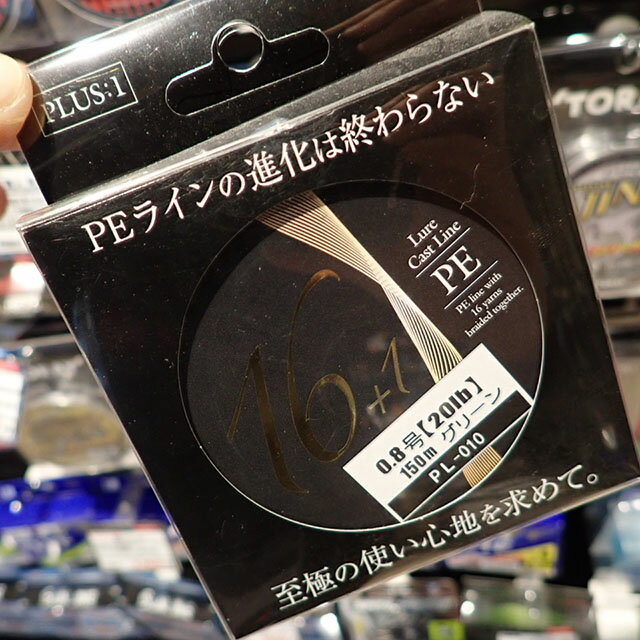 PLUS:1
PEラインの進化は終わらない
Lure
Cast Line
PE
PE line with
16 yarns
braided together.
16+1
0.8号【20lb】
150m グリーン
PL-010
至極の使い心地を求めて。
TORA